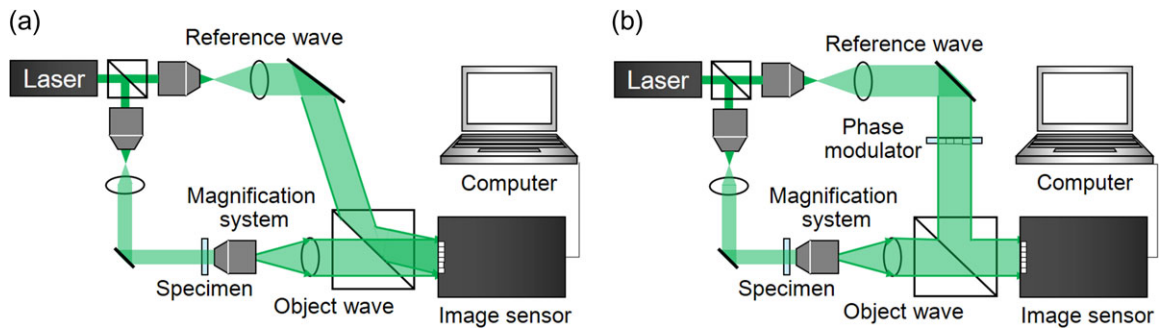 (a)
Reference wave
Laser
Computer
Magnification
system
Specimen
Object wave
Image sensor
(b)
Reference wave
Laser
Phase
modulator
Computer
Magnification
system
Specimen
Object wave
Image sensor